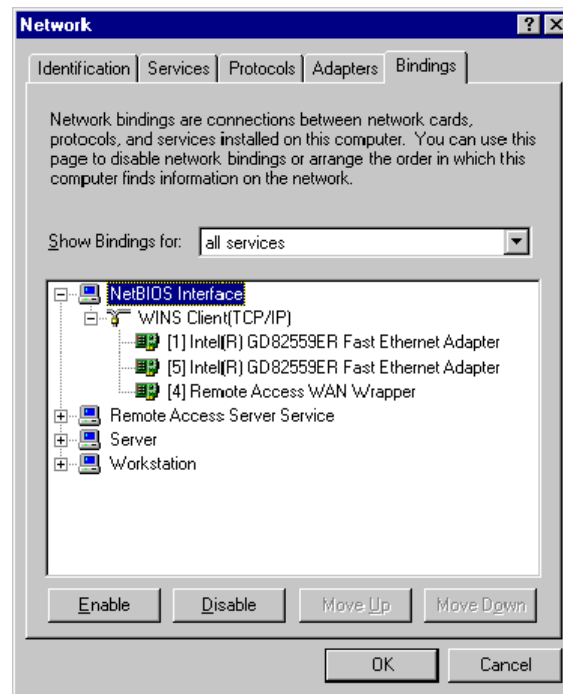 Network
Identification Services Protocols Adapters Bindings
Network bindings are connections between network cards,
protocols, and services installed on this computer. You can use this
page to disable network bindings or arrange the order in which this
computer finds information on the network.
Show Bindings for: all services
NetBIOS Interface
WINS Client(TCP/IP)
[1] Intel(R) GD82559ER Fast Ethernet Adapter
[5] Intel(R) GD82559ER Fast Ethernet Adapter
[4] Remote Access WAN Wrapper
Remote Access Server Service
Server
Workstation
Enable Disable Move Up Move Down
OK Cancel